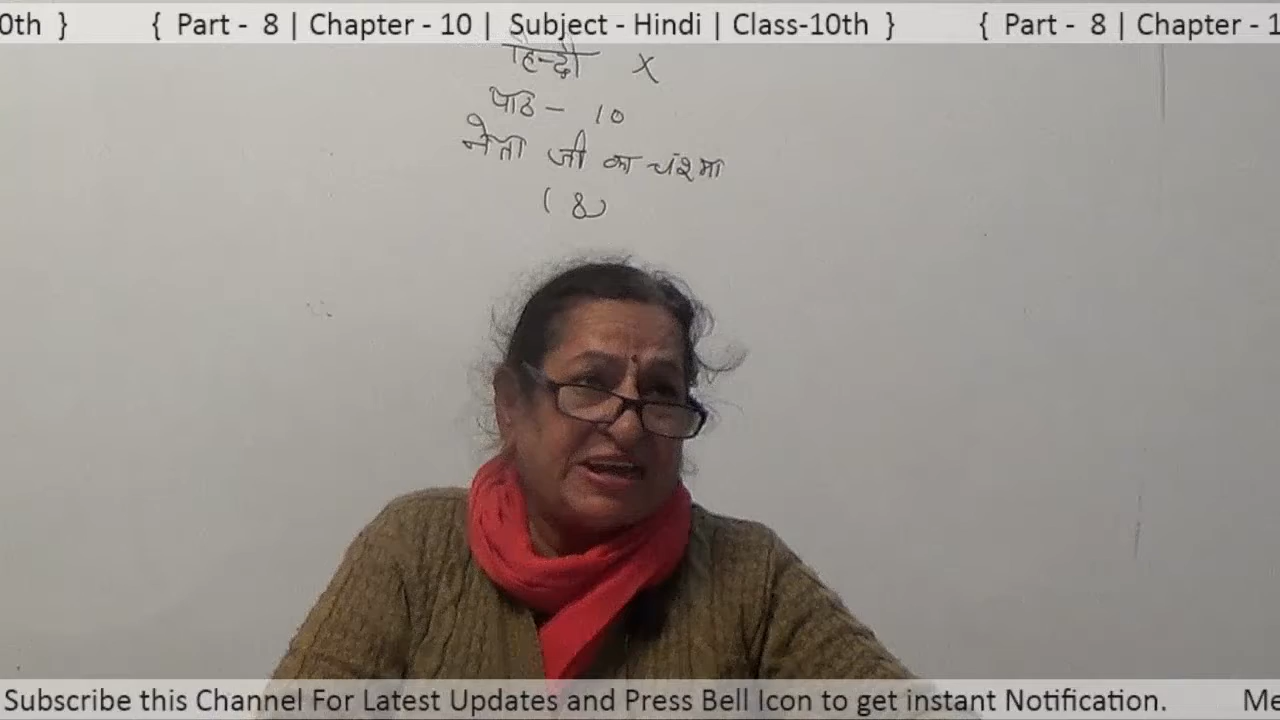 0th } { Part - 8 | Chapter - 10 | Subject - Hindi | Class-10th } { Part - 8 | Chapter - 1
हिन्दी X
पाठ - 10
नेता जी का चंश्मा
( 8 )
Subscribe this Channel For Latest Updates and Press Bell Icon to get instant Notification. Me